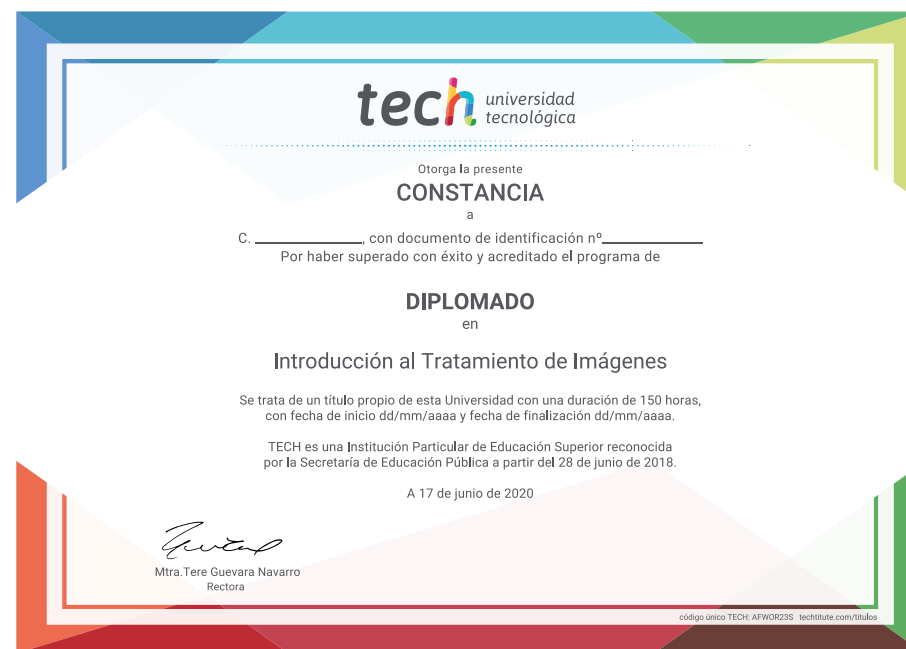 tech universidad
tecnológica
Otorga la presente
CONSTANCIA
a
C. ______________, con documento de identificación nº_____________
Por haber superado con éxito y acreditado el programa de
DIPLOMADO
en
Introducción al Tratamiento de Imágenes
Se trata de un título propio de esta Universidad con una duración de 150 horas,
con fecha de inicio dd/mm/aaaa y fecha de finalización dd/mm/aaaa.
TECH es una Institución Particular de Educación Superior reconocida
por la Secretaría de Educación Pública a partir del 28 de junio de 2018.
A 17 de junio de 2020
Mtra.Tere Guevara Navarro
Rectora
código único TECH: AFWOR23S techtitute.com/titulos